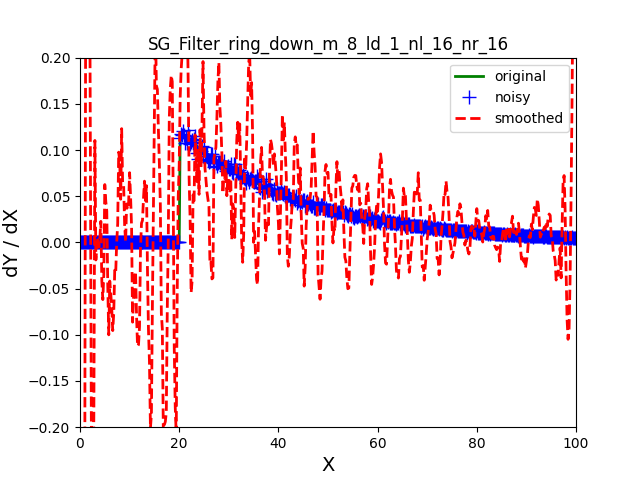 SG_Filter_ring_down_m_8_ld_1_nl_16_nr_16
original
noisy
smoothed
0.20
0.15
0.10
0.05
0.00
−0.05
−0.10
−0.15
−0.20
dY / dX
0 20 40 60 80 100
X